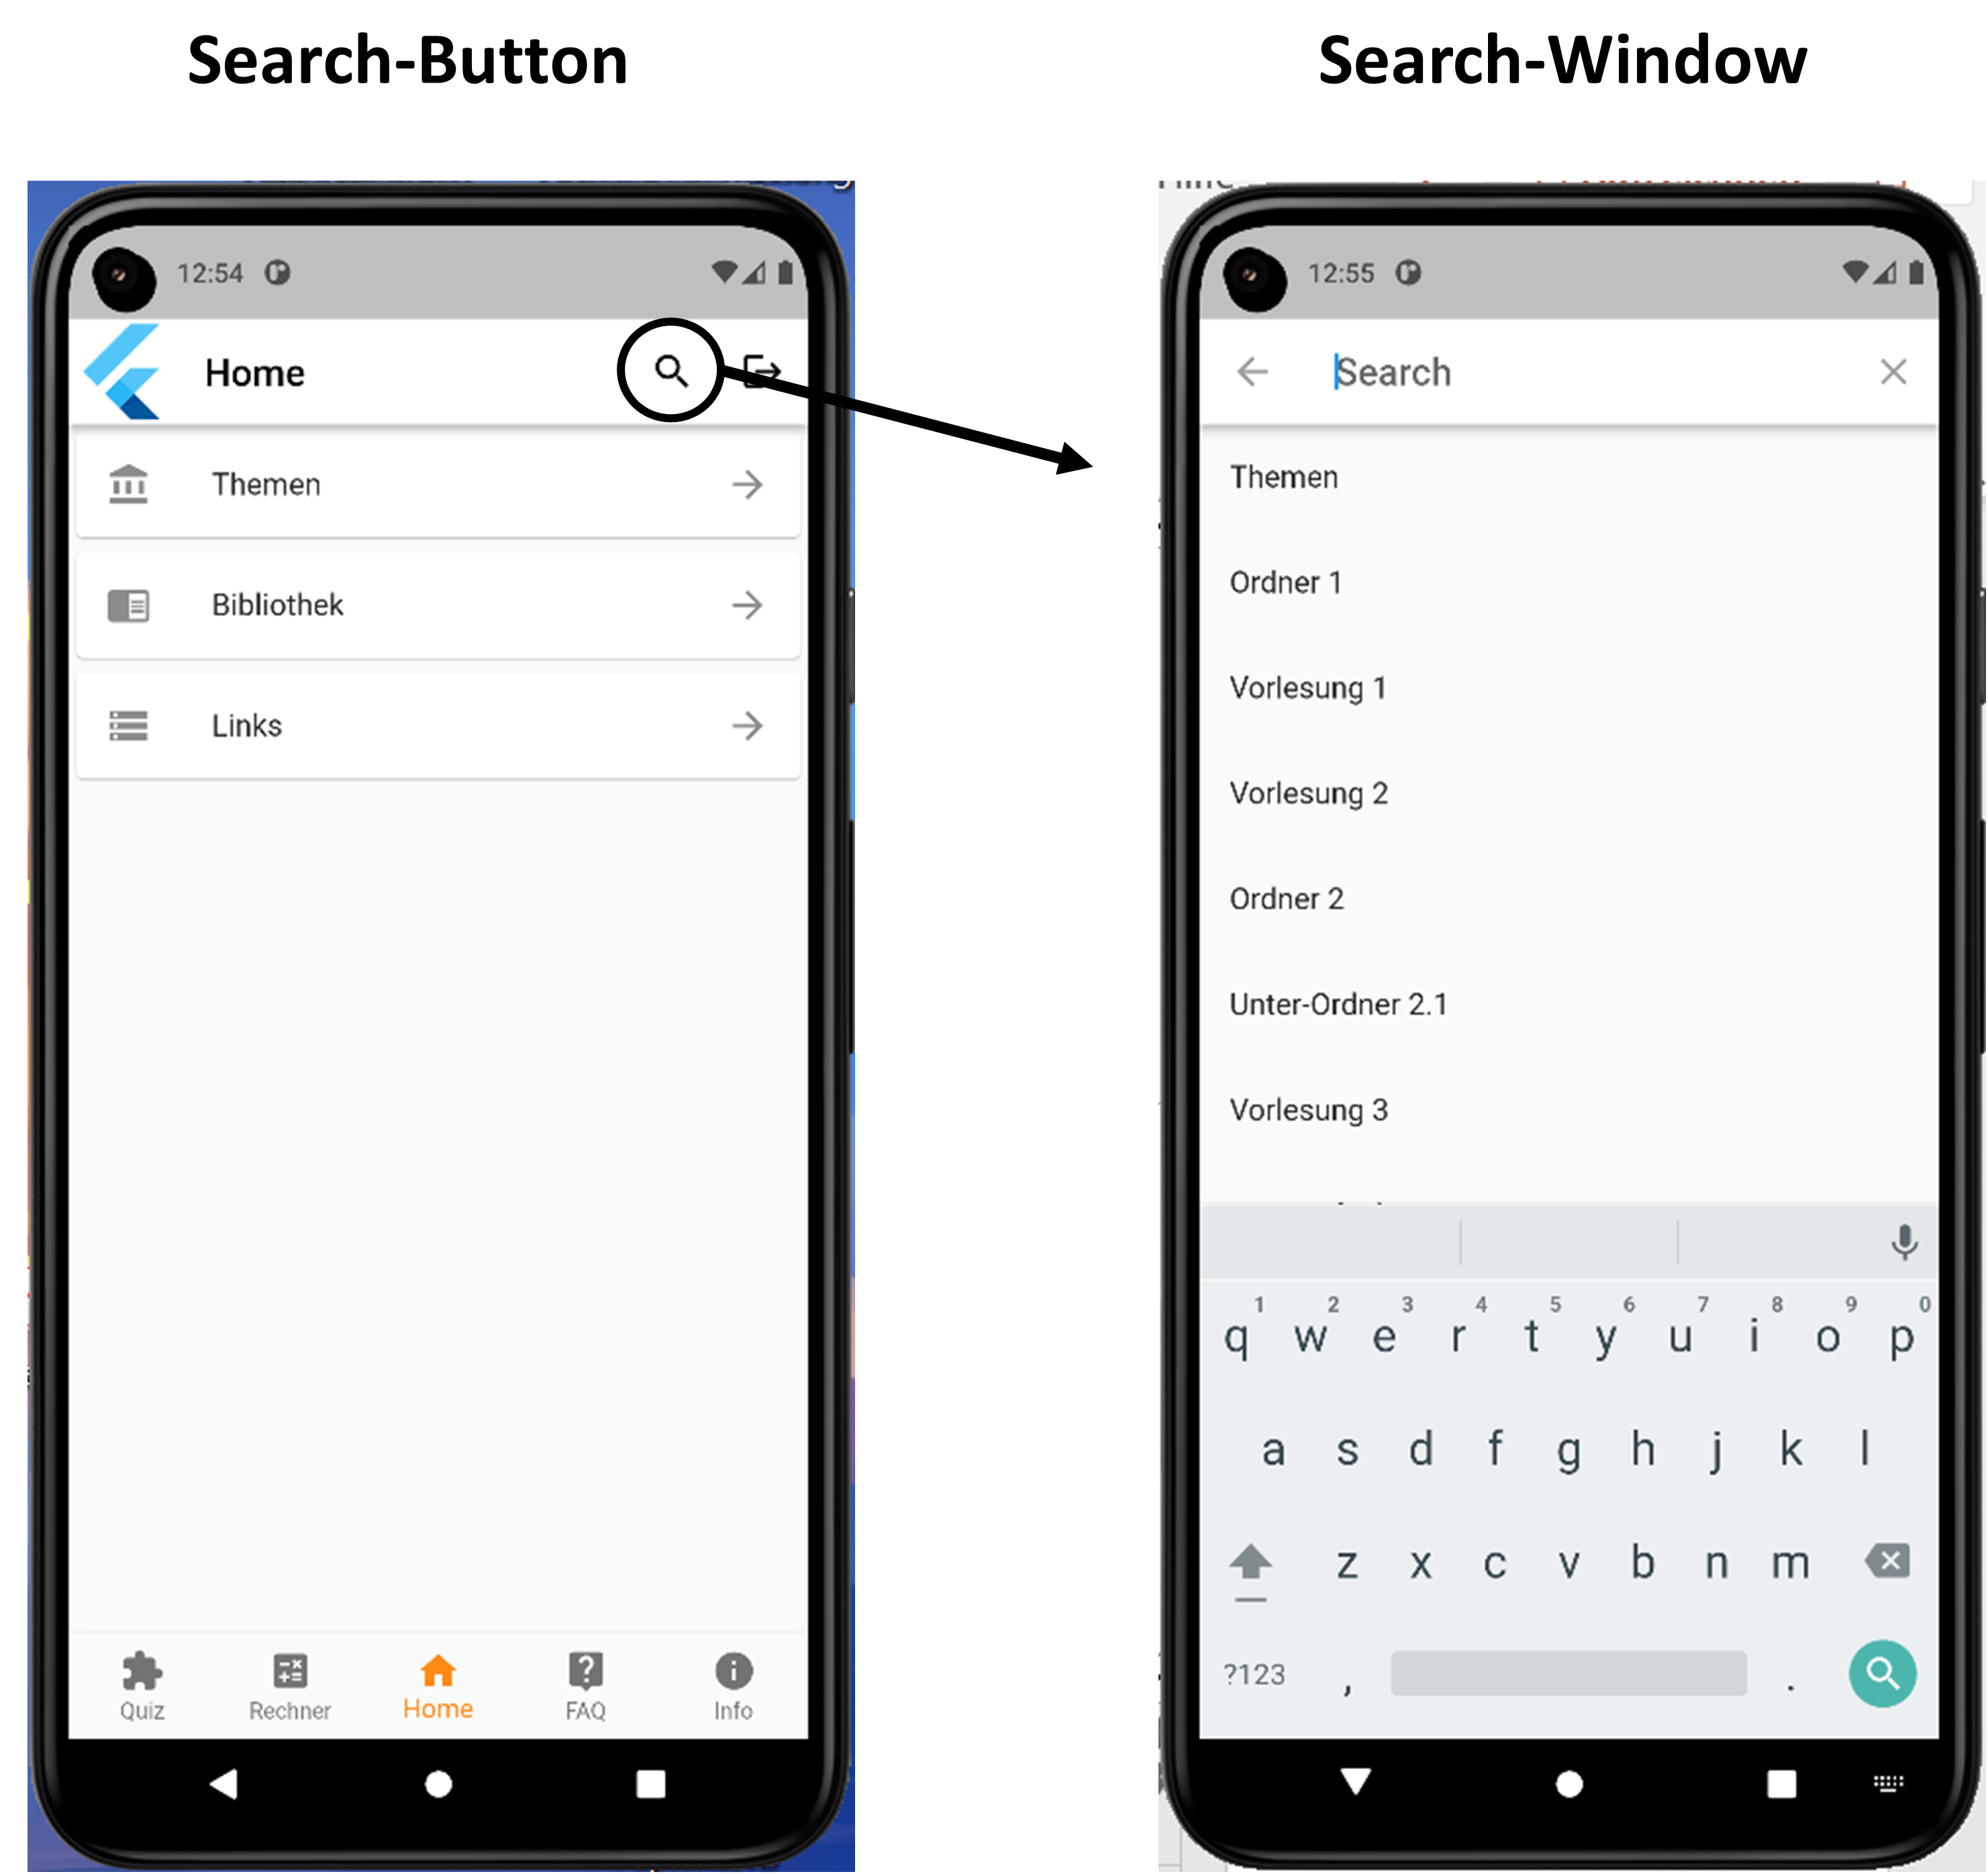 Search-Button
Search-Window
12:54
Home
Themen
Bibliothek
Links
Quiz
Rechner
Home
FAQ
Info
12:55
Search
Themen
Ordner 1
Vorlesung 1
Vorlesung 2
Ordner 2
Unter-Ordner 2.1
Vorlesung 3
1 2 3 4 5 6 7 8 9 0
q w e r t y u i o p
a s d f g h j k l
z x c v b n m
?123 , .